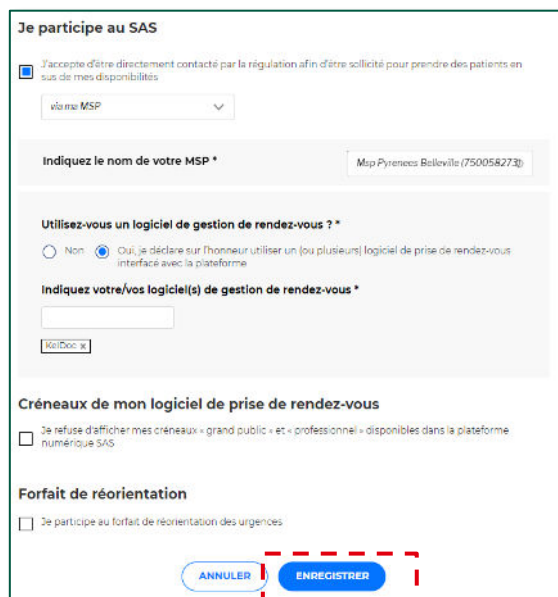 Je participe au SAS
J'accepte d'être directement contacté par la régulation afin d'être sollicité pour prendre des patients en
sus de mes disponibilités
via ma MSP
Indiquez le nom de votre MSP *
Msp Pyrenees Belleville (750058273)
Utilisez-vous un logiciel de gestion de rendez-vous ? *
Non
Oui, je déclare sur l'honneur utiliser un (ou plusieurs) logiciel de prise de rendez-vous
interfacé avec la plateforme
Indiquez votre/vos logiciel(s) de gestion de rendez-vous *
KelDoc x
Créneaux de mon logiciel de prise de rendez-vous
Je refuse d'afficher mes créneaux « grand public » et « professionnel » disponibles dans la plateforme
numérique SAS
Forfait de réorientation
Je participe au forfait de réorientation des urgences
ANNULER
ENREGISTRER